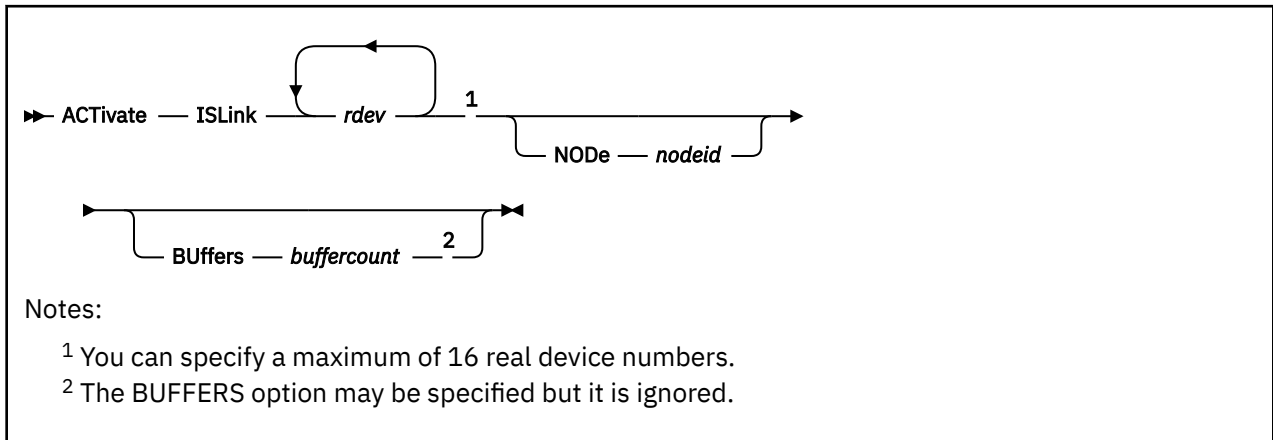 ACTivate ISLink rdev 1
NODe nodeid
BUffers buffercount 2
Notes:
1 You can specify a maximum of 16 real device numbers.
2 The BUFFERS option may be specified but it is ignored.